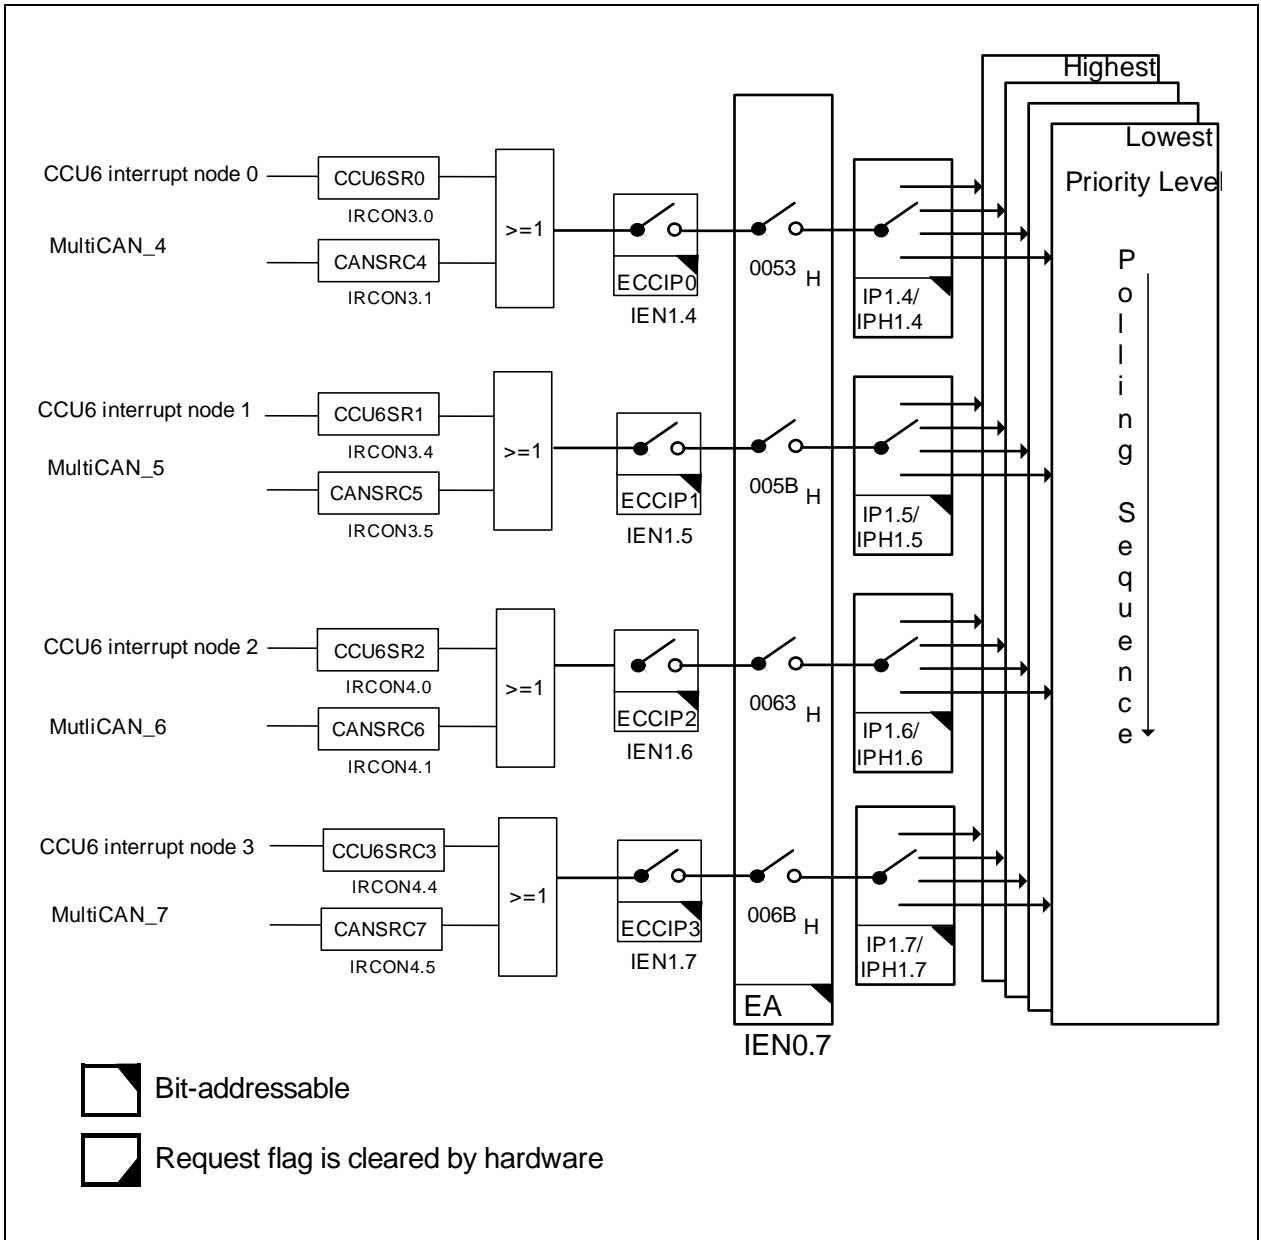 Highest
Lowest
Priority Level
CCU6 interrupt node 0
CCU6SR0
IRCON3.0
MultiCAN_4
CANSRC4
IRCON3.1
>=1
ECCIP0
IEN1.4
0053 H
IP1.4/
IPH1.4
CCU6 interrupt node 1
CCU6SR1
IRCON3.4
MultiCAN_5
CANSRC5
IRCON3.5
>=1
ECCIP1
IEN1.5
005B H
IP1.5/
IPH1.5
CCU6 interrupt node 2
CCU6SR2
IRCON4.0
MutliCAN_6
CANSRC6
IRCON4.1
>=1
ECCIP2
IEN1.6
0063 H
IP1.6/
IPH1.6
CCU6 interrupt node 3
CCU6SRC3
IRCON4.4
MultiCAN_7
CANSRC7
IRCON4.5
>=1
ECCIP3
IEN1.7
006B H
IP1.7/
IPH1.7
Polling Sequence
EA
IEN0.7
Bit-addressable
Request flag is cleared by hardware